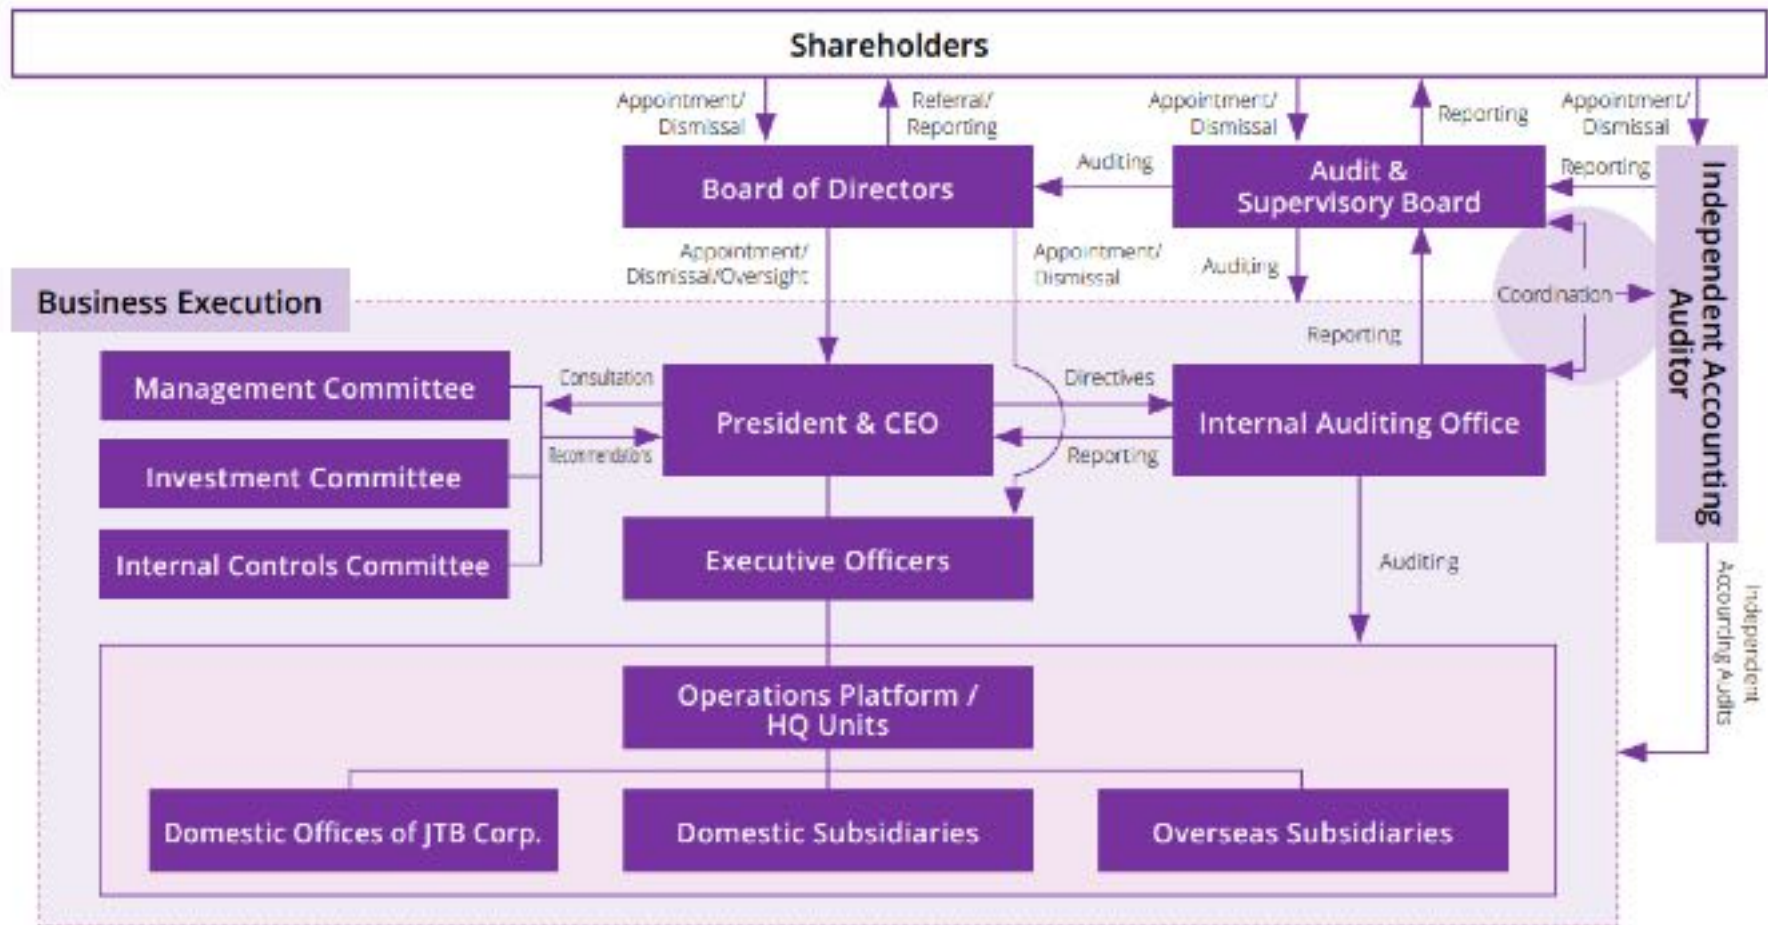 Shareholders
Appointment/
Dismissal
Referral/
Reporting
Appointment/
Dismissal
Reporting
Appointment/
Dismissal
Board of Directors
Auditing
Audit &
Supervisory Board
Reporting
Independent Accounting
Auditor
Appointment/
Dismissal/Oversight
Appointment/
Dismissal
Auditing
Coordination
Business Execution
Reporting
Management Committee
Consultation
President & CEO
Directives
Internal Auditing Office
Recommendations
Reporting
Investment Committee
Internal Controls Committee
Executive Officers
Auditing
Independent
Accounting Audits
Operations Platform /
HQ Units
Domestic Offices of JTB Corp.
Domestic Subsidiaries
Overseas Subsidiaries